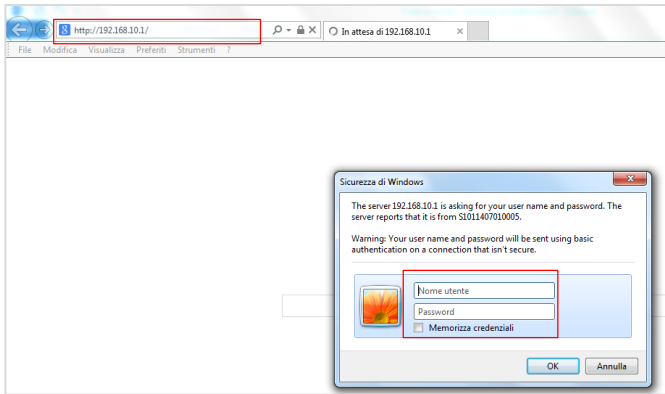 http://192.168.10.1/
In attesa di 192.168.10.1
File Modifica Visualizza Preferiti Strumenti ?
Sicurezza di Windows
The server 192.168.10.1 is asking for your user name and password. The
server reports that it is from S1011407010005.
Warning: Your user name and password will be sent using basic
authentication on a connection that isn't secure.
Nome utente
Password
Memorizza credenziali
OK Annulla